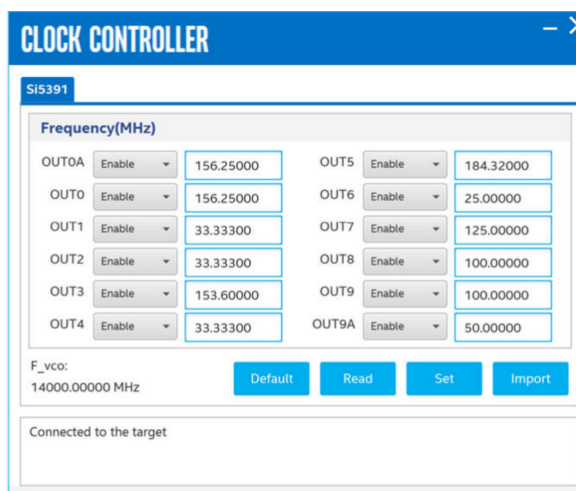 CLOCK CONTROLLER
Si5391
Frequency(MHz)
OUT0A Enable 156.25000 OUT5 Enable 184.32000
OUT0 Enable 156.25000 OUT6 Enable 25.00000
OUT1 Enable 33.33300 OUT7 Enable 125.00000
OUT2 Enable 33.33300 OUT8 Enable 100.00000
OUT3 Enable 153.60000 OUT9 Enable 100.00000
OUT4 Enable 33.33300 OUT9A Enable 50.00000
F_vco:
14000.00000 MHz
Default Read Set Import
Connected to the target